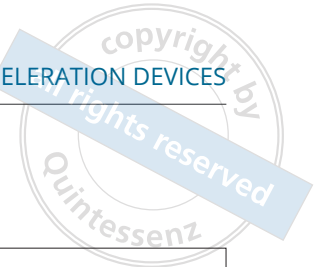 ELERATION DEVICES
copyright by
all rights reserved
Quintessenz